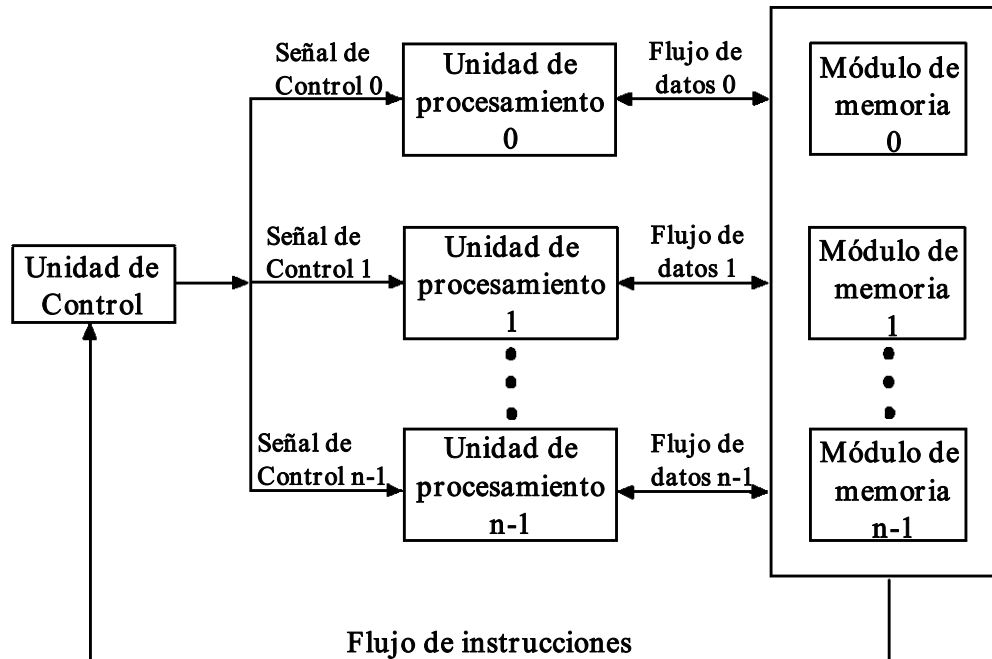 Señal de
Control 0
Unidad de
procesamiento
0
Flujo de
datos 0
Módulo de
memoria
0
Unidad de
Control
Señal de
Control 1
Unidad de
procesamiento
1
Flujo de
datos 1
Módulo de
memoria
1
Señal de
Control n-1
Unidad de
procesamiento
n-1
Flujo de
datos n-1
Módulo de
memoria
n-1
Flujo de instrucciones